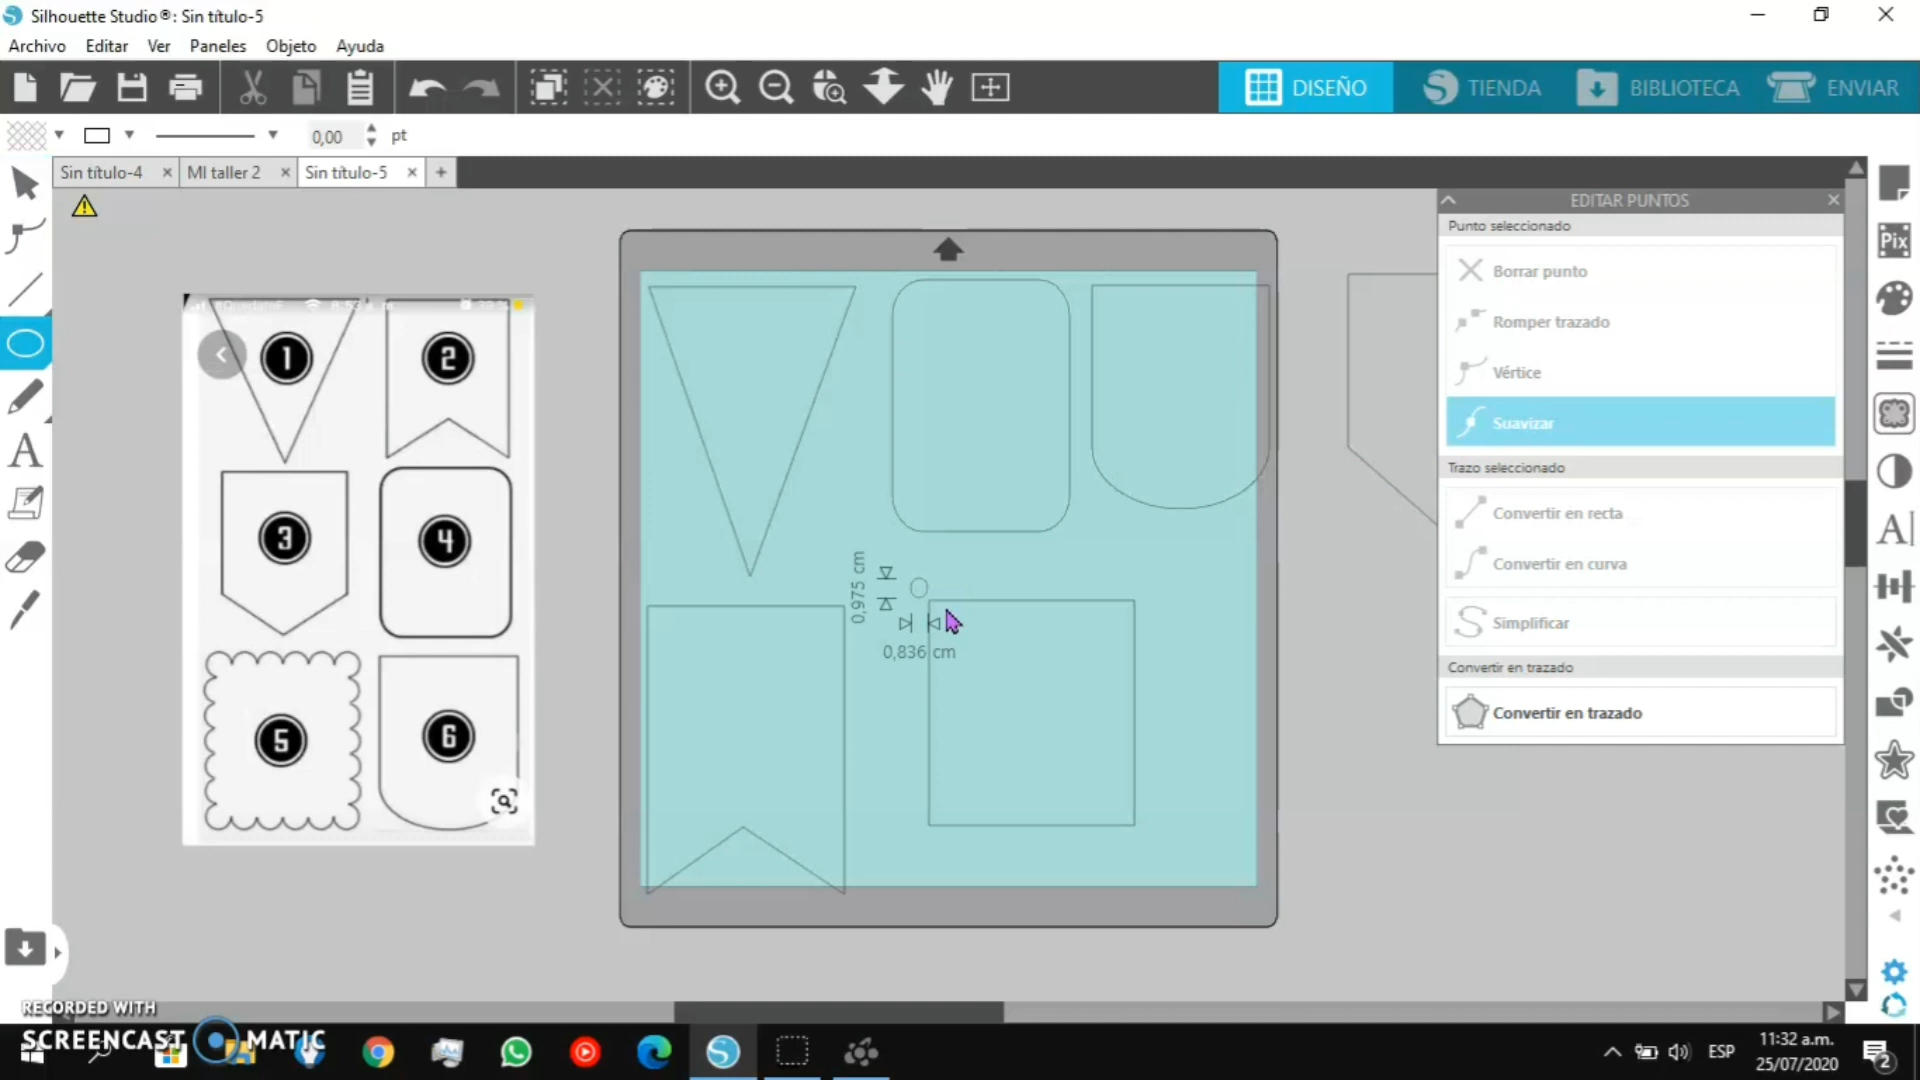 Silhouette Studio®: Sin título-5
Archivo Editar Ver Paneles Objeto Ayuda
DISEÑO TIENDA BIBLIOTECA ENVIAR
0,00 pt
Sin título-4 MI taller 2 Sin título-5
EDITAR PUNTOS
Punto seleccionado
Borrar punto
Romper trazado
Vértice
Suavizar
Trazo seleccionado
Convertir en recta
Convertir en curva
Simplificar
Convertir en trazado
Convertir en trazado
Pix
1 2
3 4
5 6
0,975 cm
0,836 cm
RECORDED WITH
SCREENCAST MATIC
ESP
11:32 a.m.
25/07/2020
2